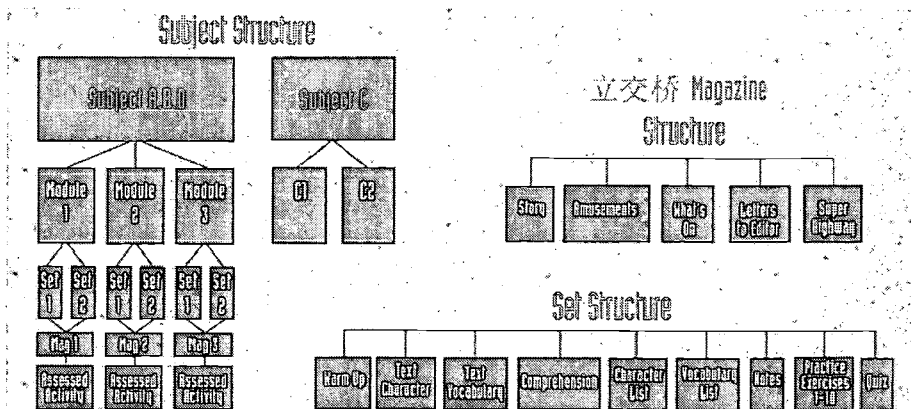 Subject Structure
Subject A.B.D
Subject C
Module 1
Module 2
Module 3
C1
C2
Set 1
Set 2
Set 1
Set 2
Set 1
Set 2
Mag 1
Mag 2
Mag 3
Assessed Activity
Assessed Activity
Assessed Activity
立交桥 Magazine
Structure
Story
Amusements
What's On
Letters to Editor
Super Highway
Set Structure
Warm Up
Text Character
Text Vocabulary
Comprehension
Character List
Vocabulary List
Notes
Practice Exercises 1-10
Quiz